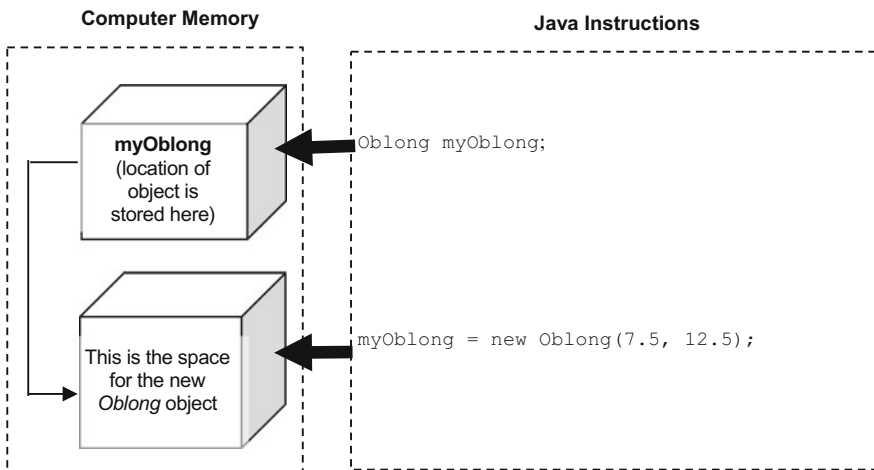 Computer Memory
Java Instructions
myOblong
(location of
object is
stored here)
Oblong myOblong;
This is the space
for the new
Oblong object
myOblong = new Oblong(7.5, 12.5);